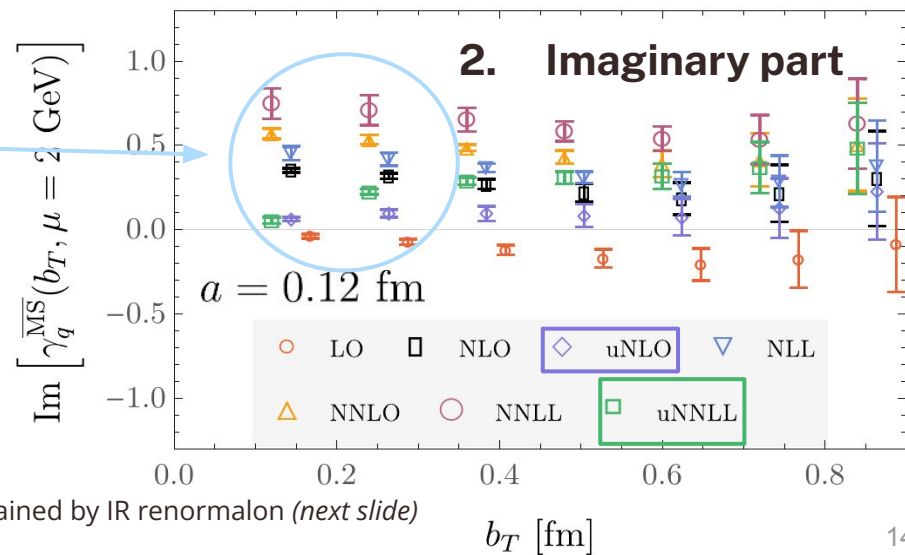 2. Imaginary part
Im [γ_q^{\overline{MS}}(b_T, μ = 2 GeV)]
1.0
0.5
0.0
−0.5
−1.0
a = 0.12 fm
LO NLO uNLO NLL
NNLO NNLL uNNLL
0.0 0.2 0.4 0.6 0.8
ained by IR renormalon (next slide)
b_T [fm]
14